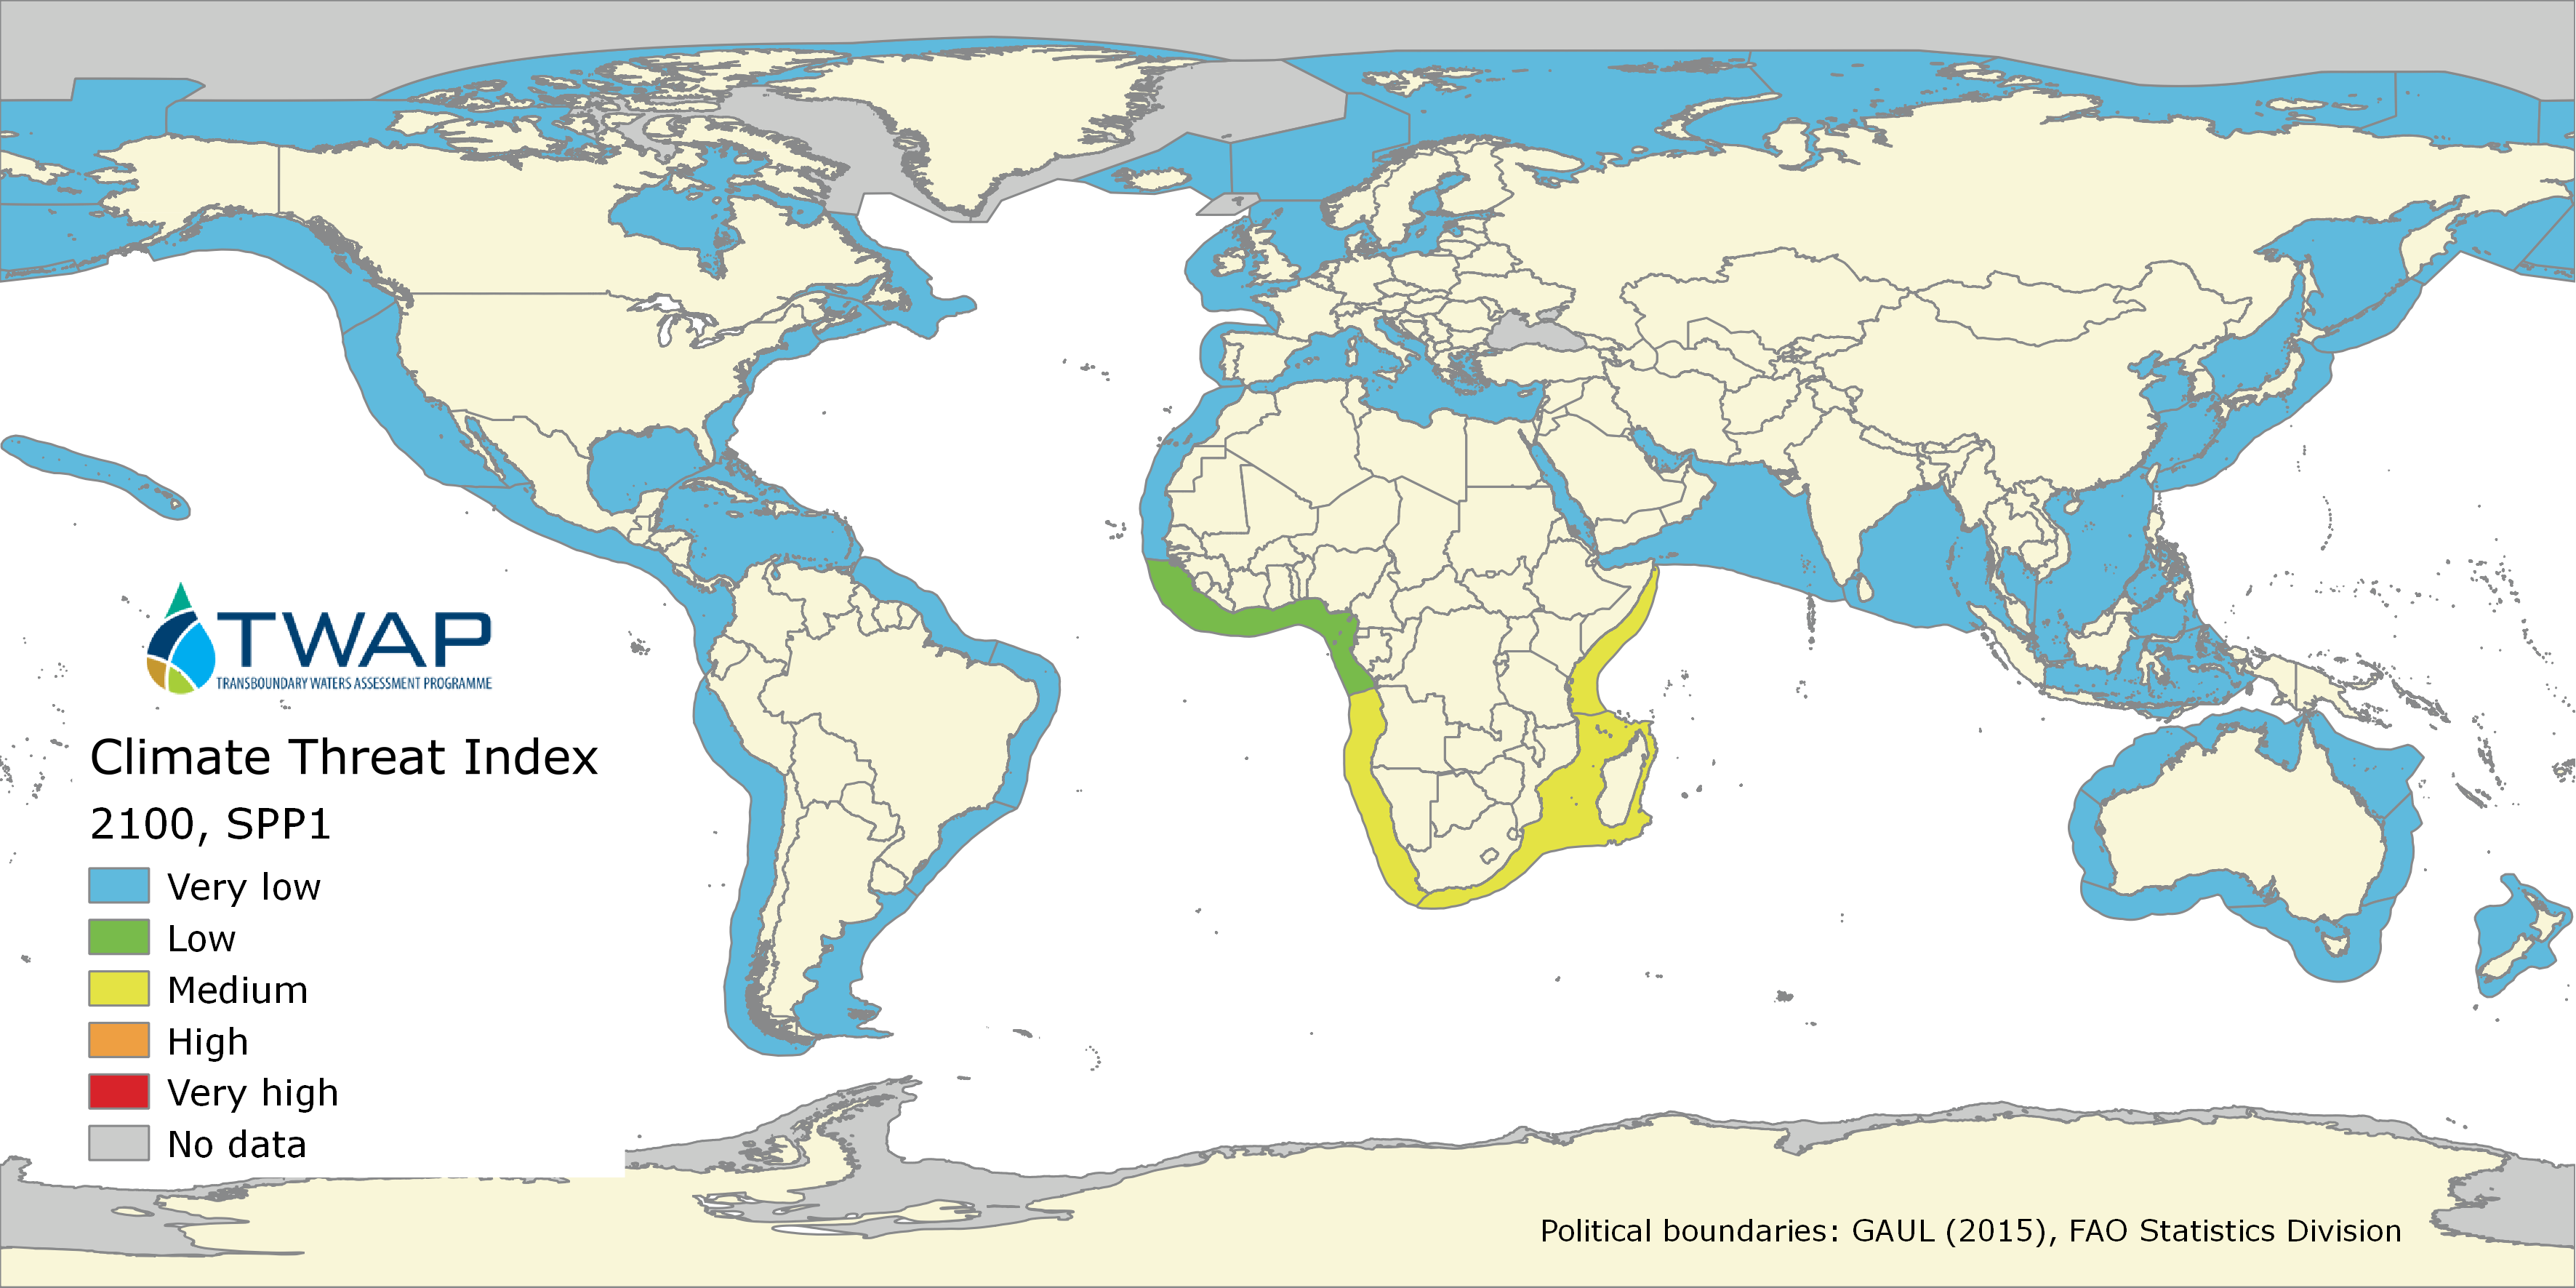 TWAP
TRANSBOUNDARY WATERS ASSESSMENT PROGRAMME
Climate Threat Index
2100, SPP1
Very low
Low
Medium
High
Very high
No data
Political boundaries: GAUL (2015), FAO Statistics Division